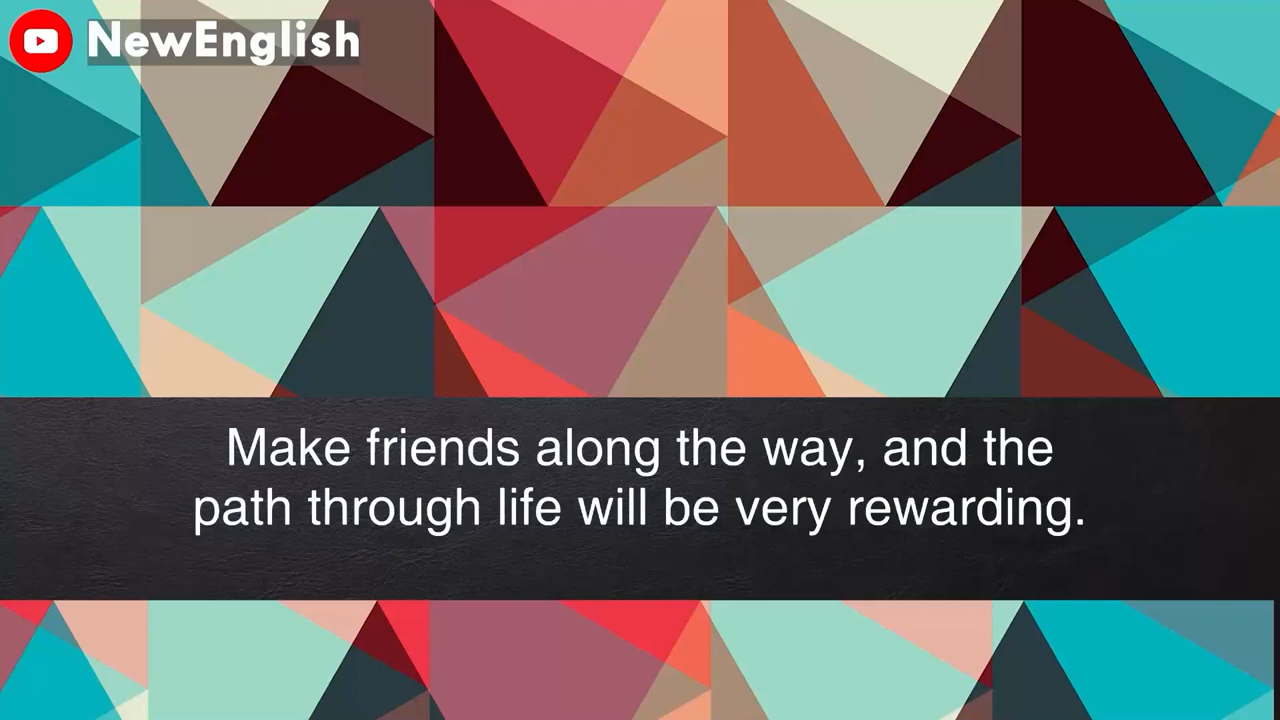 NewEnglish
Make friends along the way, and the
path through life will be very rewarding.